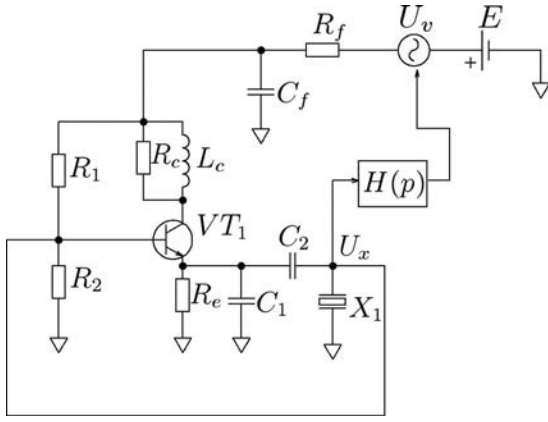 R_f
U_v
E
+
C_f
R_c
L_c
R_1
H(p)
VT_1
C_2
U_x
R_2
R_e
C_1
X_1